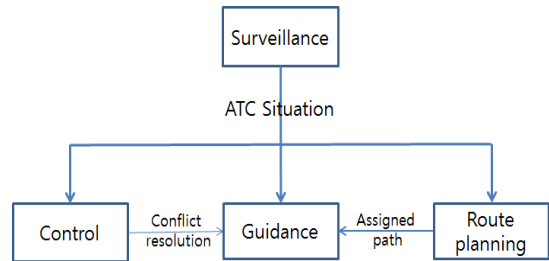 Surveillance
ATC Situation
Control
Conflict
resolution
Guidance
Assigned
path
Route
planning